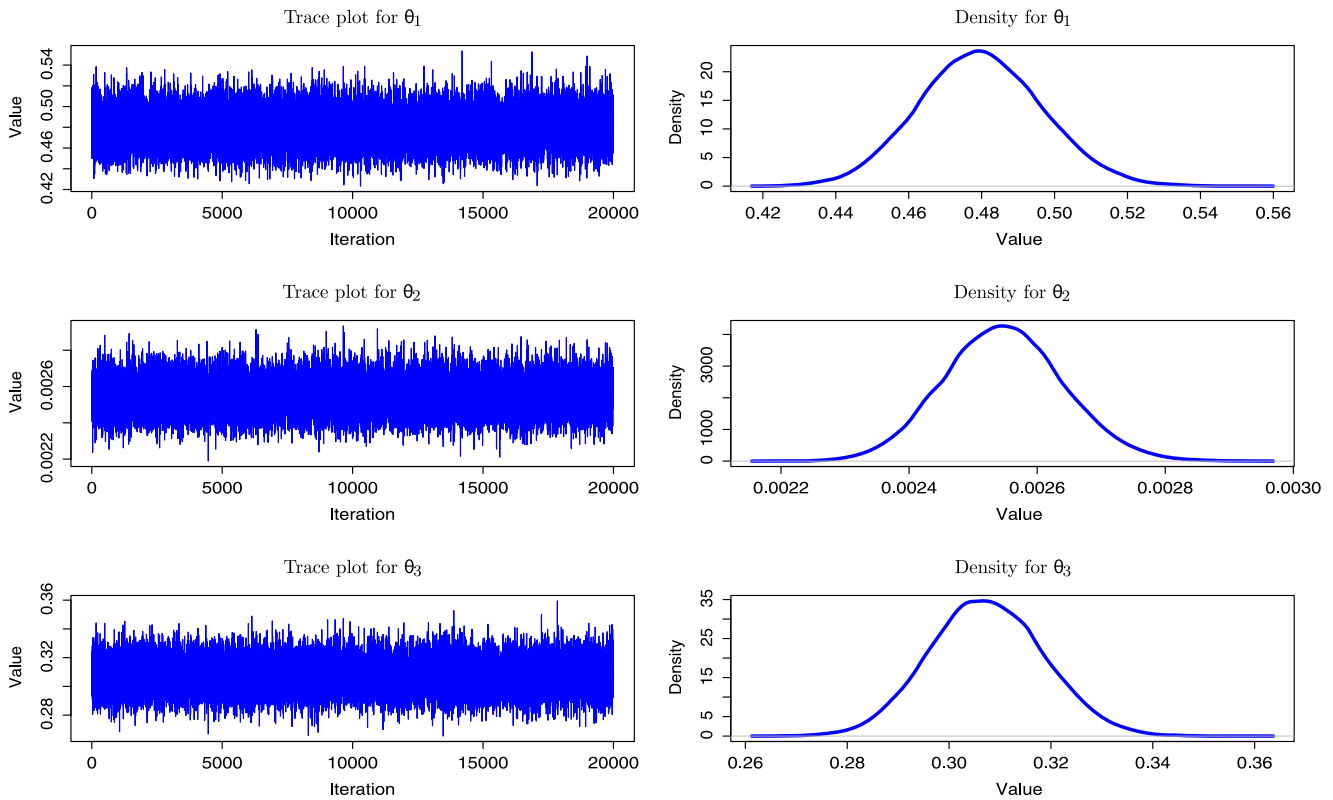 Trace plot for θ1
Value
0.42 0.46 0.50 0.54
0 5000 10000 15000 20000
Iteration
Density for θ1
Density
0 5 10 15 20
0.42 0.44 0.46 0.48 0.50 0.52 0.54 0.56
Value
Trace plot for θ2
Value
0.0022 0.0026
0 5000 10000 15000 20000
Iteration
Density for θ2
Density
0 1000 3000
0.0022 0.0024 0.0026 0.0028 0.0030
Value
Trace plot for θ3
Value
0.28 0.32 0.36
0 5000 10000 15000 20000
Iteration
Density for θ3
Density
0 5 15 25 35
0.26 0.28 0.30 0.32 0.34 0.36
Value